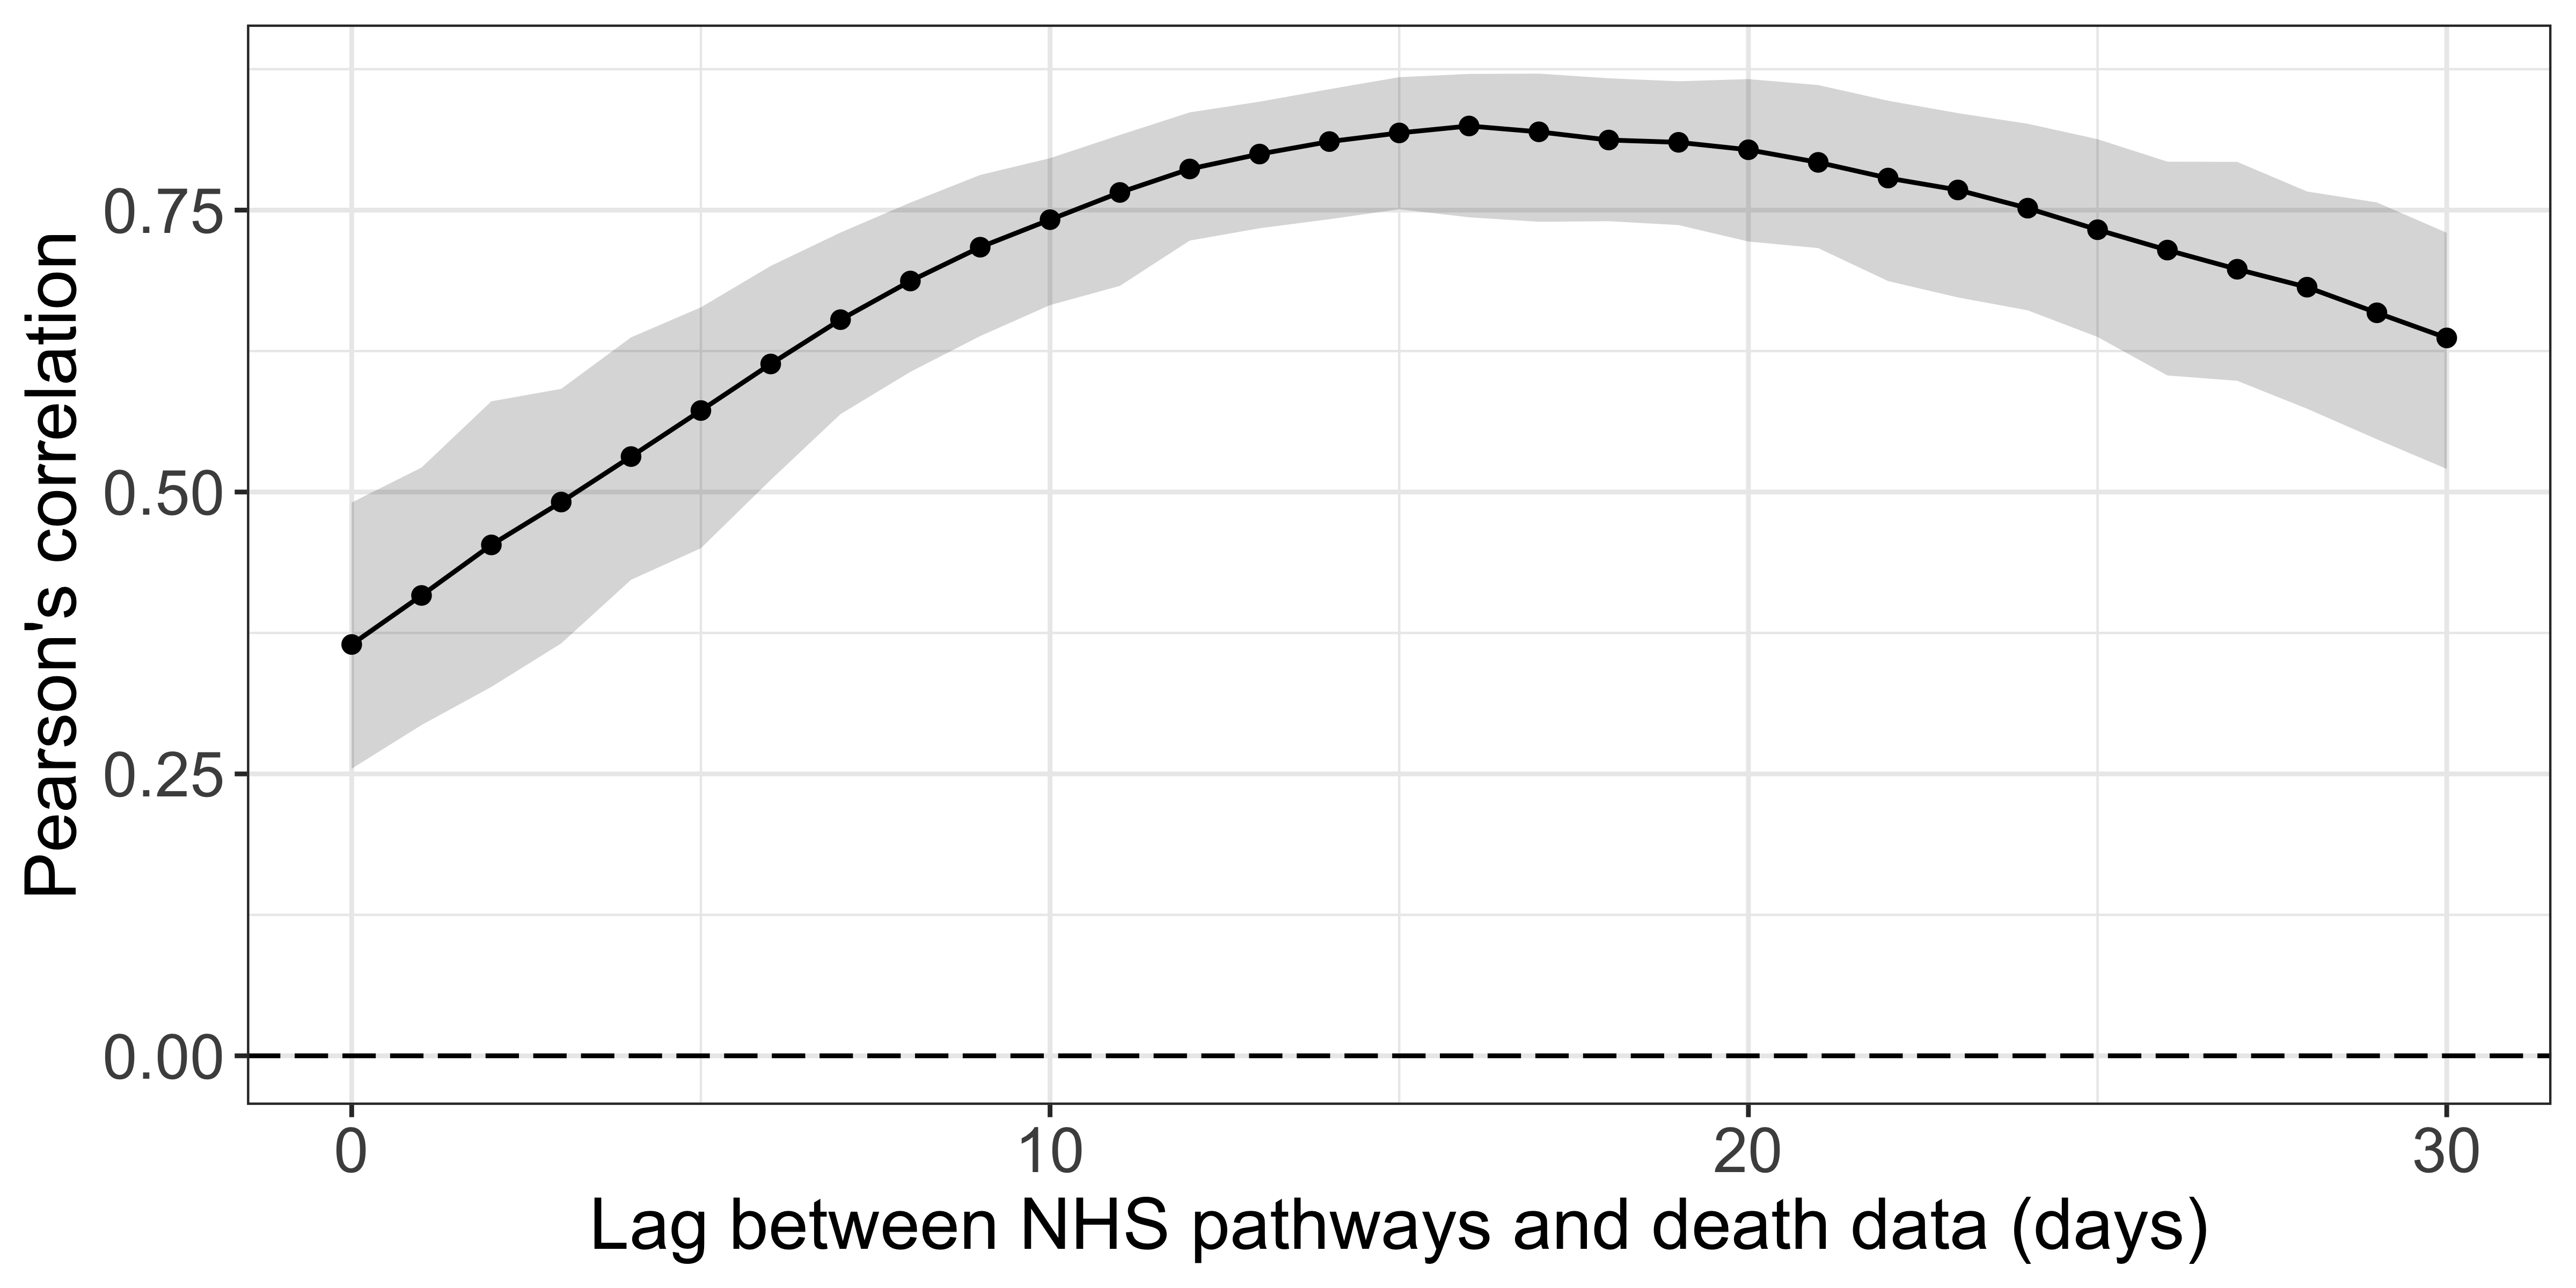 Pearson's correlation
0.75
0.50
0.25
0.00
0 10 20 30
Lag between NHS pathways and death data (days)